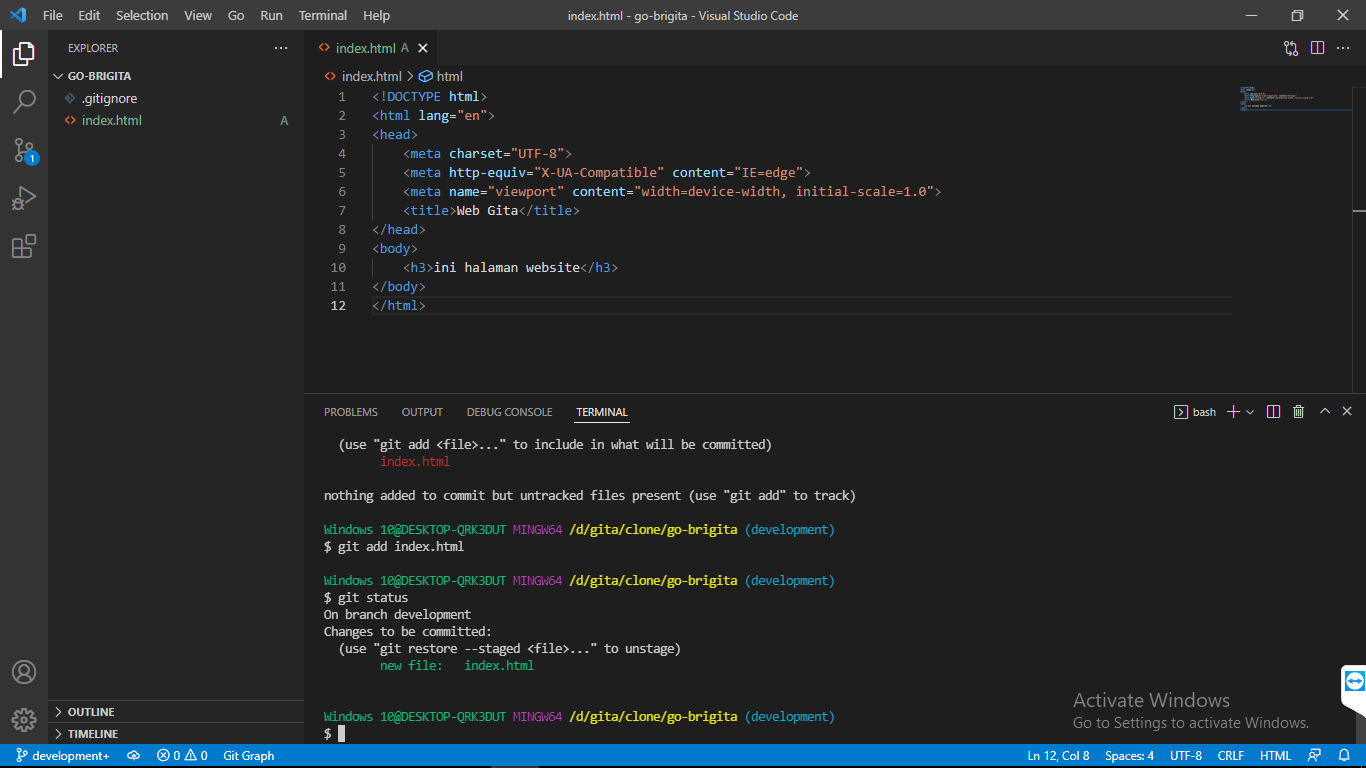 File Edit Selection View Go Run Terminal Help
index.html - go-brigita - Visual Studio Code
EXPLORER
GO-BRIGITA
.gitignore
index.html A
1
OUTLINE
TIMELINE
index.html A
index.html > html
1 <!DOCTYPE html>
2 <html lang="en">
3 <head>
4 <meta charset="UTF-8">
5 <meta http-equiv="X-UA-Compatible" content="IE=edge">
6 <meta name="viewport" content="width=device-width, initial-scale=1.0">
7 <title>Web Gita</title>
8 </head>
9 <body>
10 <h3>ini halaman website</h3>
11 </body>
12 </html>
PROBLEMS OUTPUT DEBUG CONSOLE TERMINAL
bash
(use "git add <file>..." to include in what will be committed)
index.html
nothing added to commit but untracked files present (use "git add" to track)
Windows 10@DESKTOP-QRK3DUT MINGW64 /d/gita/clone/go-brigita (development)
$ git add index.html
Windows 10@DESKTOP-QRK3DUT MINGW64 /d/gita/clone/go-brigita (development)
$ git status
On branch development
Changes to be committed:
(use "git restore --staged <file>..." to unstage)
new file: index.html
Windows 10@DESKTOP-QRK3DUT MINGW64 /d/gita/clone/go-brigita (development)
$
Activate Windows
Go to Settings to activate Windows.
development+ 0 0 Git Graph
Ln 12, Col 8 Spaces: 4 UTF-8 CRLF HTML